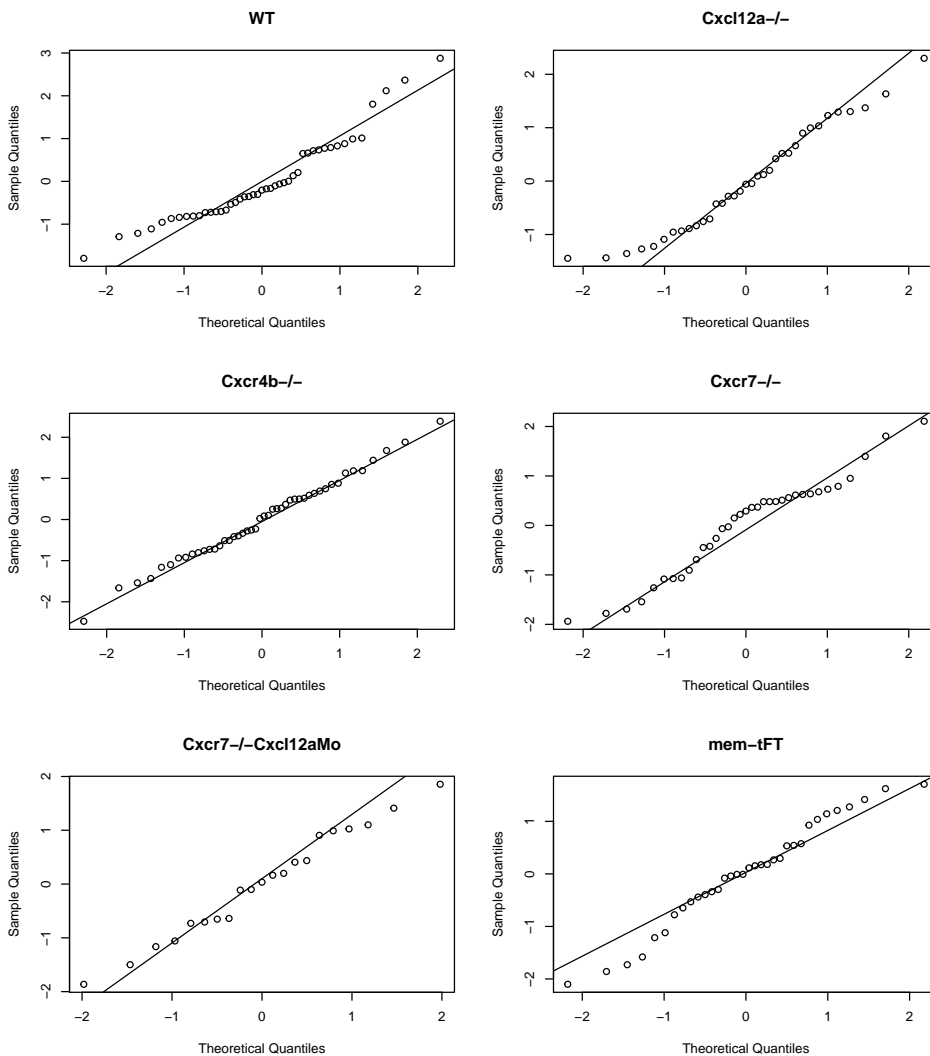 WT
Sample Quantiles
3
2
1
0
−1
−2 −1 0 1 2
Theoretical Quantiles
Cxcl12a−/−
Sample Quantiles
2
1
0
−1
−2 −1 0 1 2
Theoretical Quantiles
Cxcr4b−/−
Sample Quantiles
2
1
0
−1
−2
−2 −1 0 1 2
Theoretical Quantiles
Cxcr7−/−
Sample Quantiles
2
1
0
−1
−2
−2 −1 0 1 2
Theoretical Quantiles
Cxcr7−/−Cxcl12aMo
Sample Quantiles
2
1
0
−1
−2
−2 −1 0 1 2
Theoretical Quantiles
mem−tFT
Sample Quantiles
1
0
−1
−2
−2 −1 0 1 2
Theoretical Quantiles